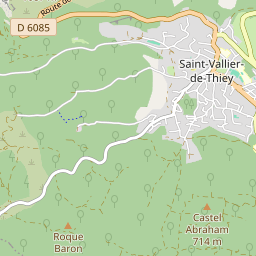 Route de
D 6085
Saint-Vallier-
de-Thiey
Castel
Abraham
714 m
Roque
Baron